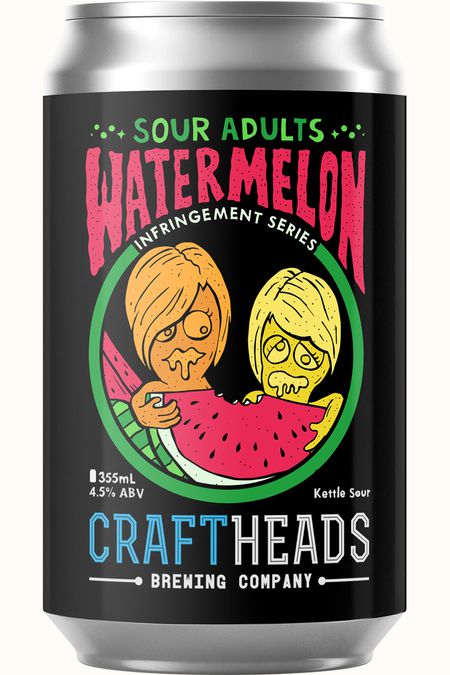 SOUR ADULTS
WATERMELON
INFRINGEMENT SERIES
355mL
4.5% ABV
Kettle Sour
CRAFTHEADS
BREWING COMPANY